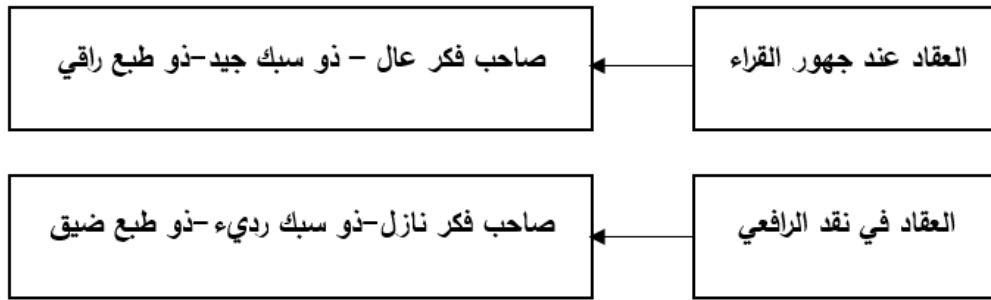 العقاد عند جهور القراء
صاحب فكر عال – ذو سبك جيد–ذو طبع راقي
العقاد في نقد الرافعي
صاحب فكر نازل–ذو سبك رديء–ذو طبع ضيق